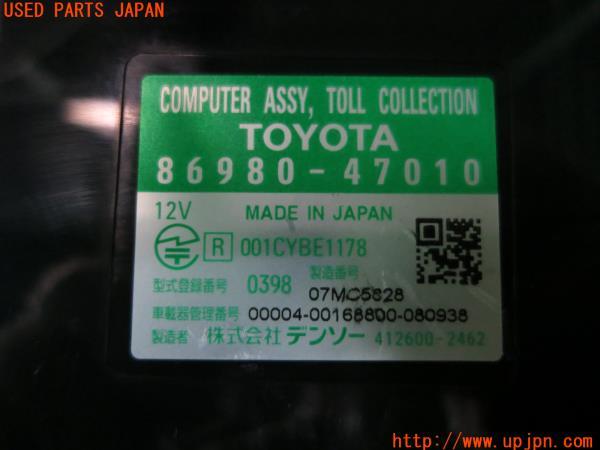 USED PARTS JAPAN
COMPUTER ASSY, TOLL COLLECTION
TOYOTA
86980-47010
12V MADE IN JAPAN
R 001CYBE1178
型式登録番号 0398 製造番号 07MC5828
車載器管理番号 00004-00168800-080938
製造者 株式会社 デンソー 412600-2462
http://www.upjpn.com